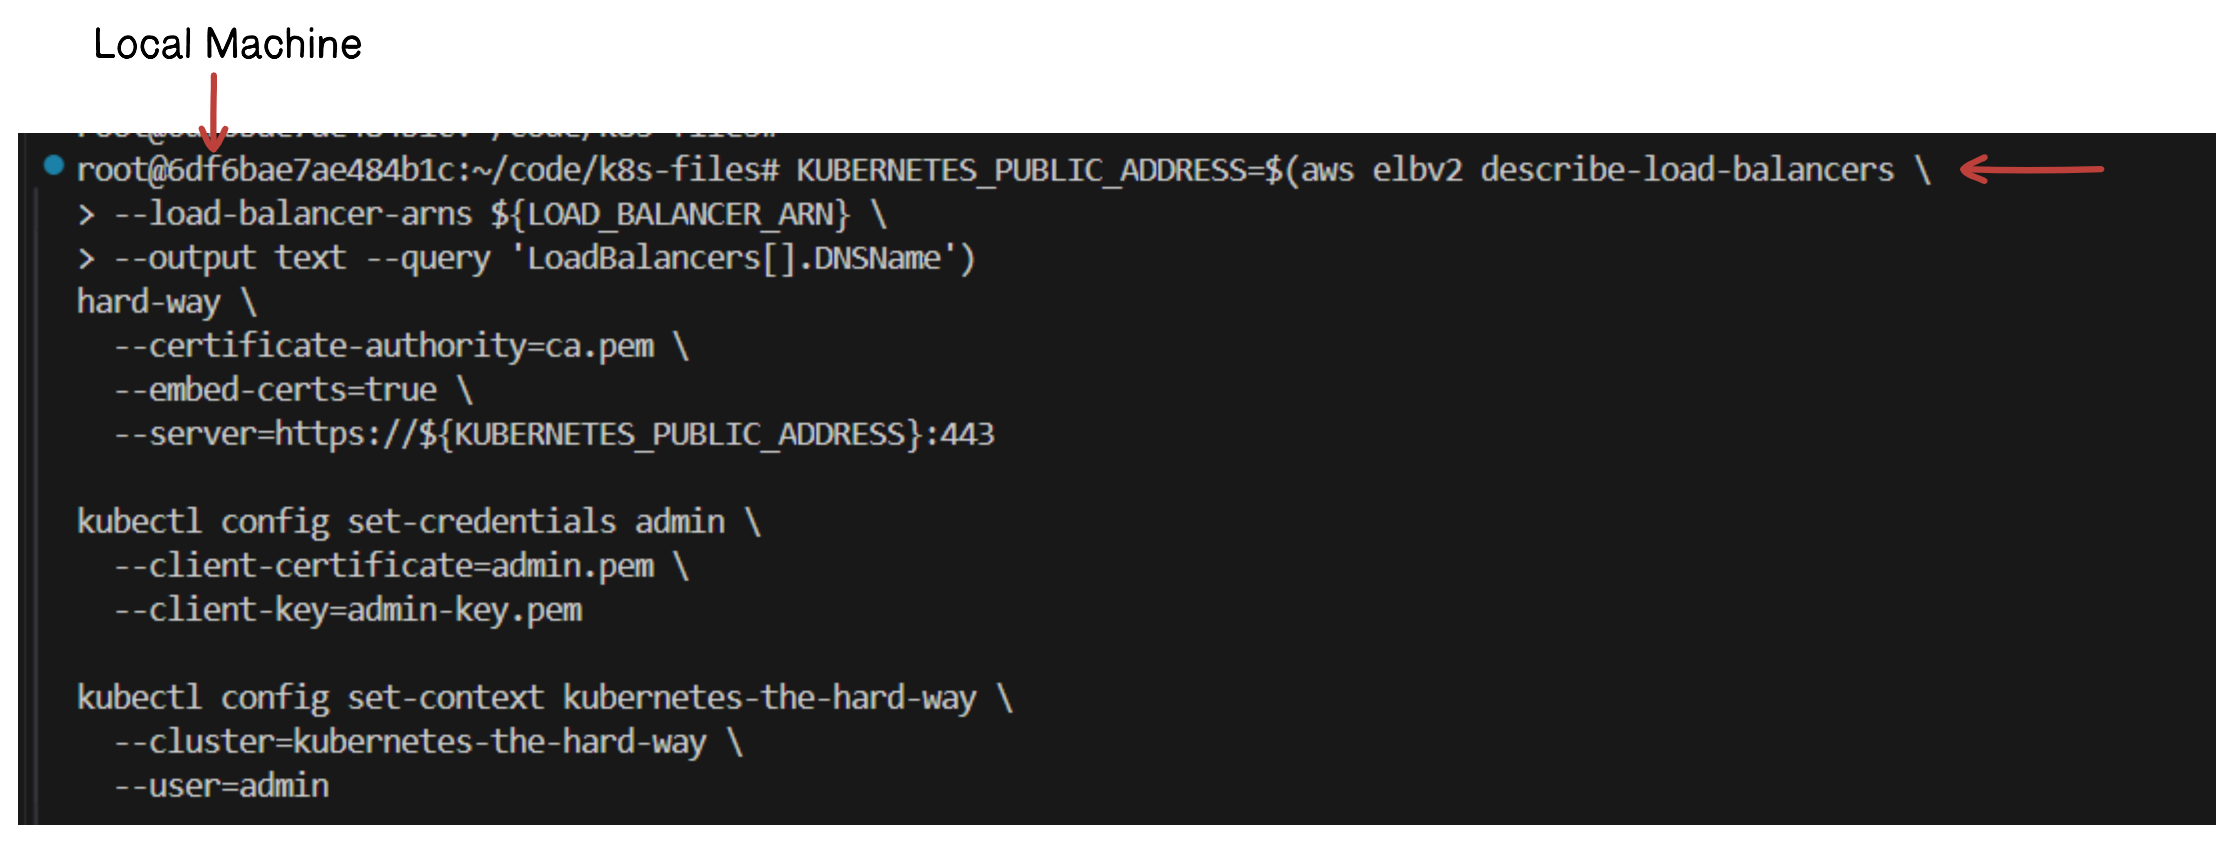 Local Machine
root@6df6bae7ae484b1c:~/code/k8s-files# KUBERNETES_PUBLIC_ADDRESS=$(aws elbv2 describe-load-balancers \
> --load-balancer-arns ${LOAD_BALANCER_ARN} \
> --output text --query 'LoadBalancers[].DNSName')
hard-way \
  --certificate-authority=ca.pem \
  --embed-certs=true \
  --server=https://${KUBERNETES_PUBLIC_ADDRESS}:443
kubectl config set-credentials admin \
  --client-certificate=admin.pem \
  --client-key=admin-key.pem
kubectl config set-context kubernetes-the-hard-way \
  --cluster=kubernetes-the-hard-way \
  --user=admin